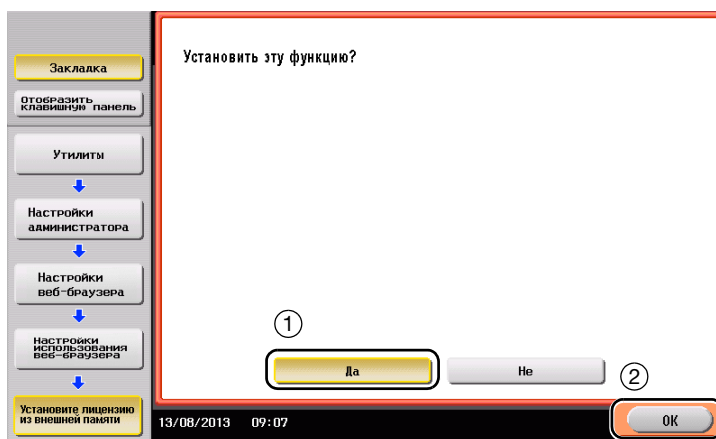 Закладка
Отобразить
клавишную панель
Утилиты
Настройки
администратора
Настройки
веб-браузера
Настройки
использования
веб-браузера
Установите лицензию
из внешней памяти
Установить эту функцию?
1
Да
Не
2
13/08/2013 09:07
OK